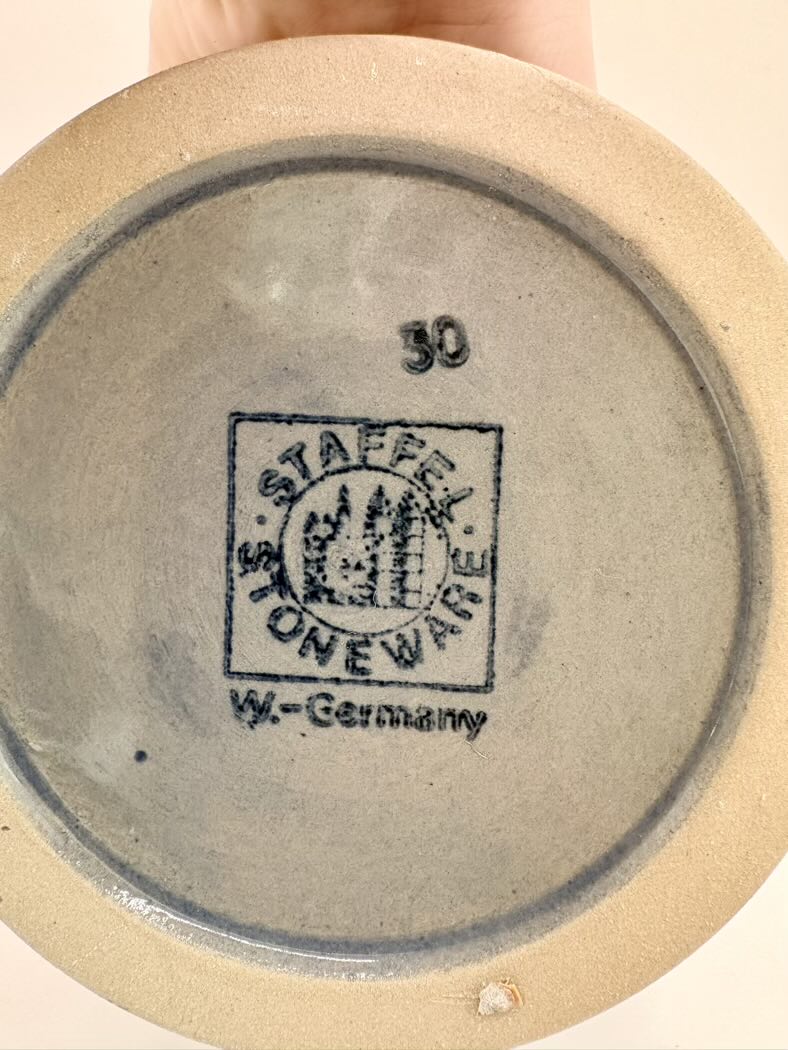 30
· STAFFEL ·
STONEWARE
W.-Germany